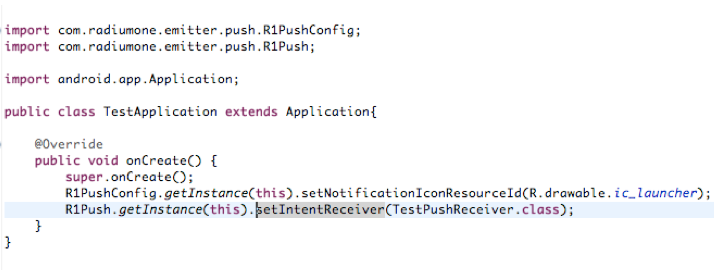 import com.radiumone.emitter.push.R1PushConfig;
import com.radiumone.emitter.push.R1Push;
import android.app.Application;
public class TestApplication extends Application{
@Override
public void onCreate() {
super.onCreate();
R1PushConfig.getInstance(this).setNotificationIconResourceId(R.drawable.ic_launcher);
R1Push.getInstance(this).setIntentReceiver(TestPushReceiver.class);
}
}